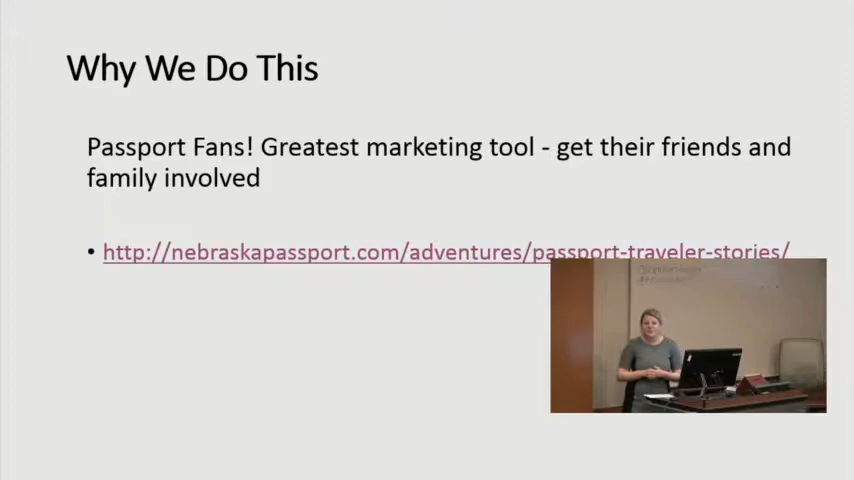 Why We Do This
Passport Fans! Greatest marketing tool - get their friends and
family involved
• http://nebraskapassport.com/adventures/passport-traveler-stories/